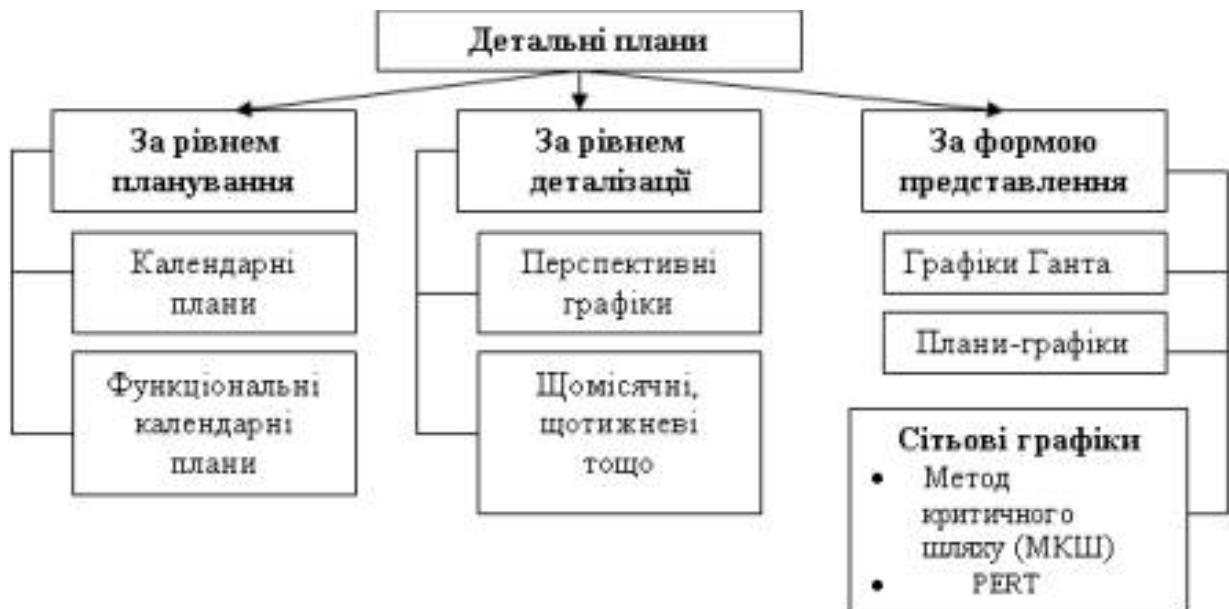 Детальні плани
За рівнем
планування
Календарні
плани
Функціональні
календарні
плани
За рівнем
деталізації
Перспективні
графіки
Щомісячні,
щотижневі
тощо
За формою
представлення
Графіки Ганта
Плани-графіки
Сітьові графіки
• Метод
критичного
шляху (МКШ)
• PERT